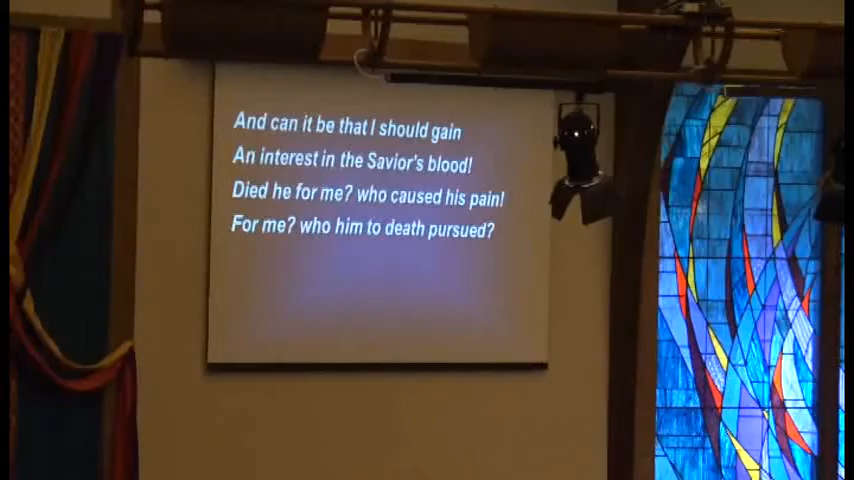 And can it be that I should gain
An interest in the Savior's blood!
Died he for me? who caused his pain!
For me? who him to death pursued?